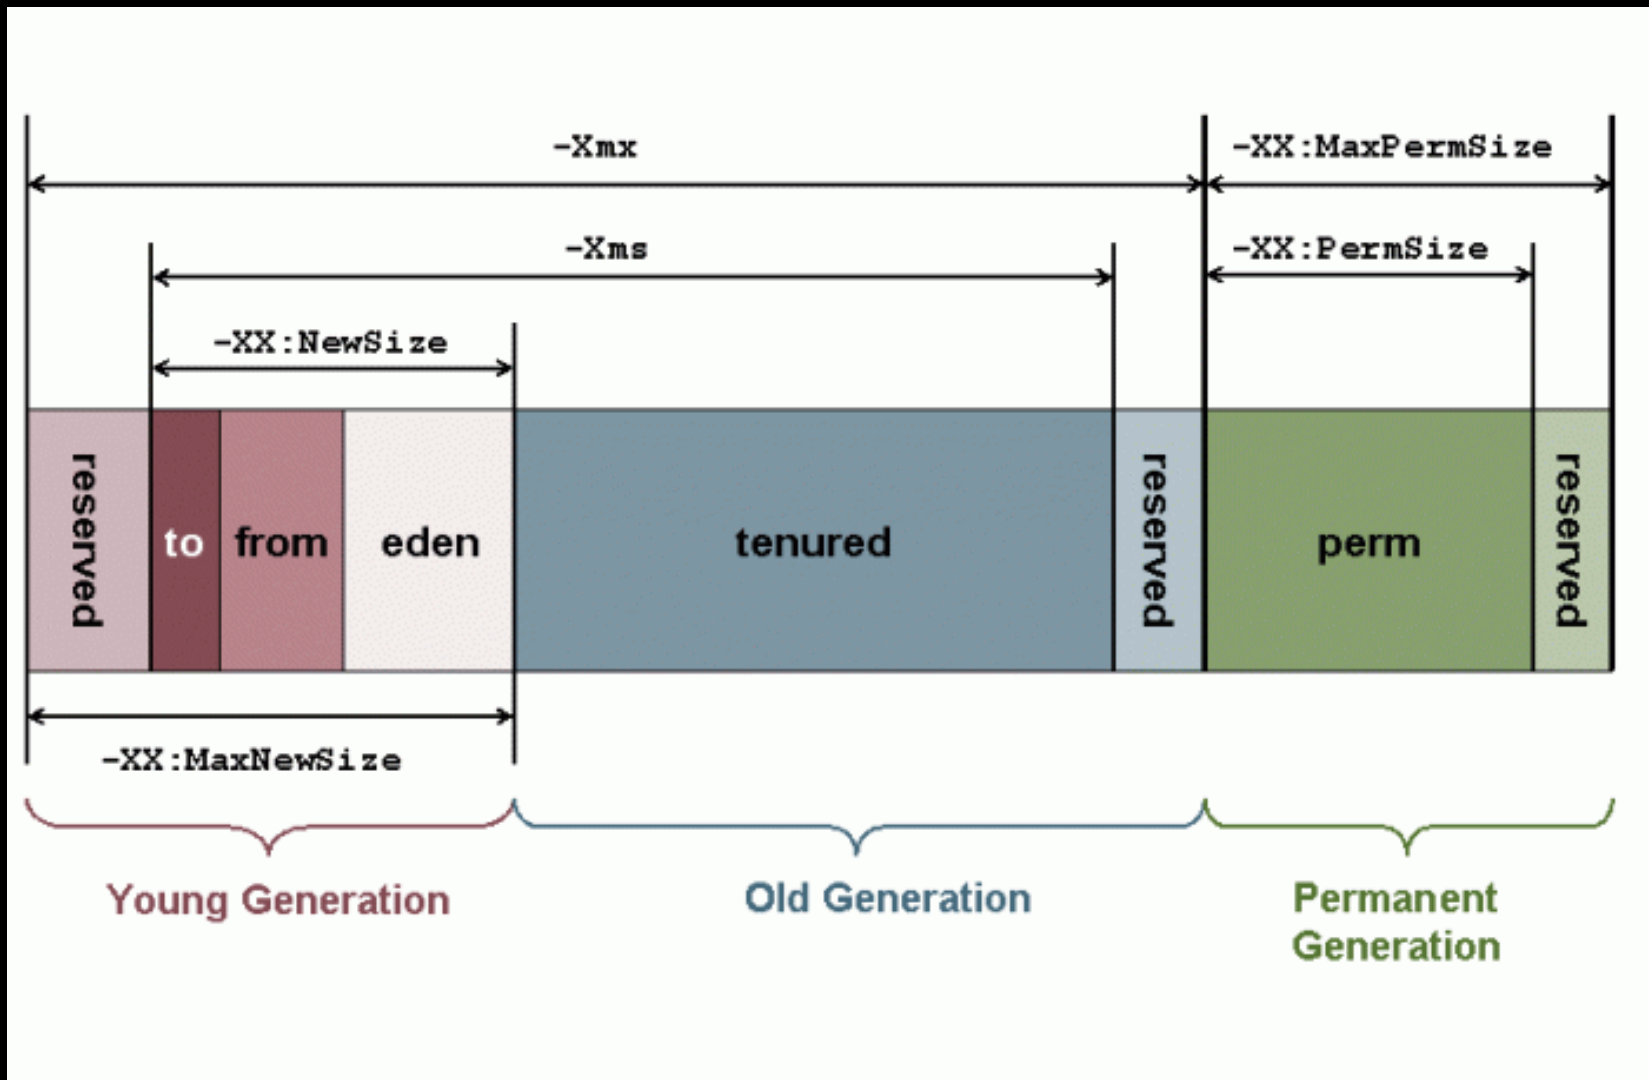 -Xmx
-XX:MaxPermSize
-Xms
-XX:PermSize
-XX:NewSize
reserved
to
from
eden
tenured
reserved
perm
reserved
-XX:MaxNewSize
Young Generation
Old Generation
Permanent
Generation